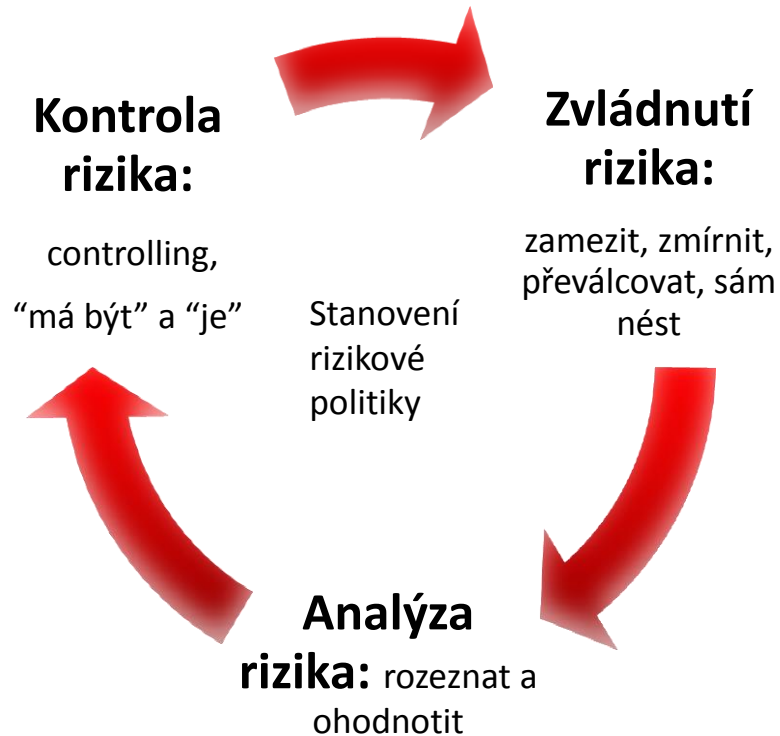 Kontrola
rizika:
controlling,
“má být” a “je”
Zvládnutí
rizika:
zamezit, zmírnit,
převálcovat, sám
nést
Stanovení
rizikové
politiky
Analýza
rizika: rozeznat a
ohodnotit